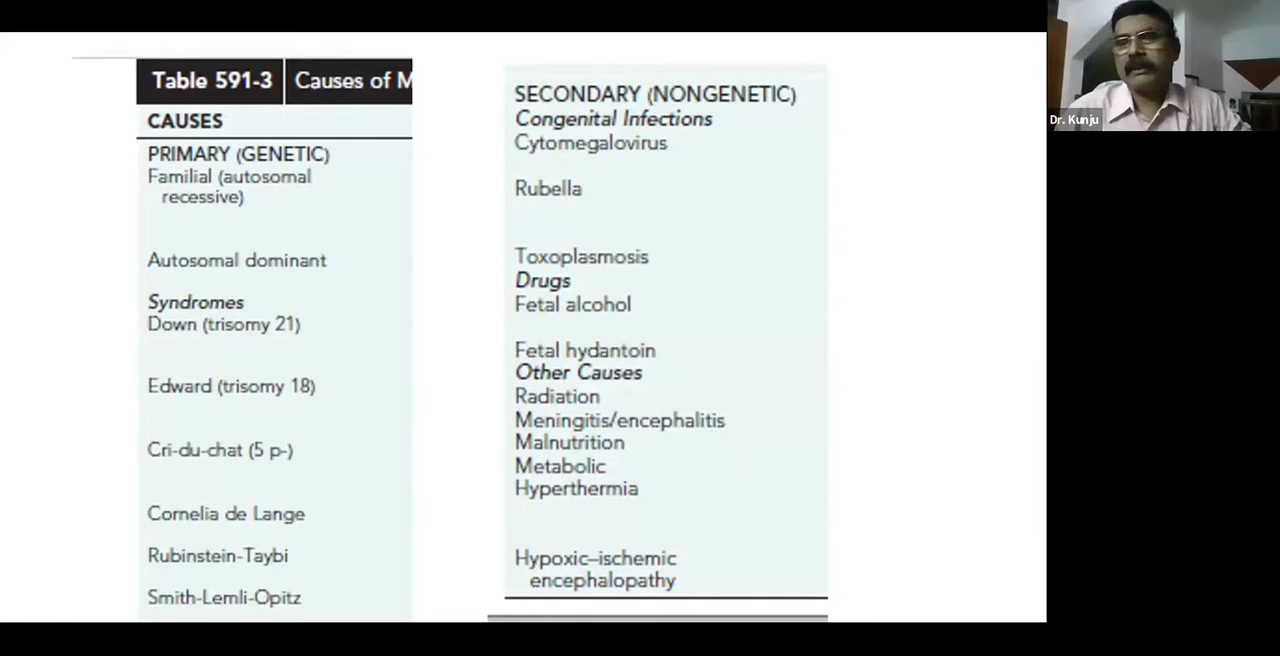 Table 591-3 Causes of M
CAUSES
PRIMARY (GENETIC)
Familial (autosomal
recessive)
Autosomal dominant
Syndromes
Down (trisomy 21)
Edward (trisomy 18)
Cri-du-chat (5 p-)
Cornelia de Lange
Rubinstein-Taybi
Smith-Lemli-Opitz
SECONDARY (NONGENETIC)
Congenital Infections
Cytomegalovirus
Rubella
Toxoplasmosis
Drugs
Fetal alcohol
Fetal hydantoin
Other Causes
Radiation
Meningitis/encephalitis
Malnutrition
Metabolic
Hyperthermia
Hypoxic–ischemic
encephalopathy
Dr. Kunju